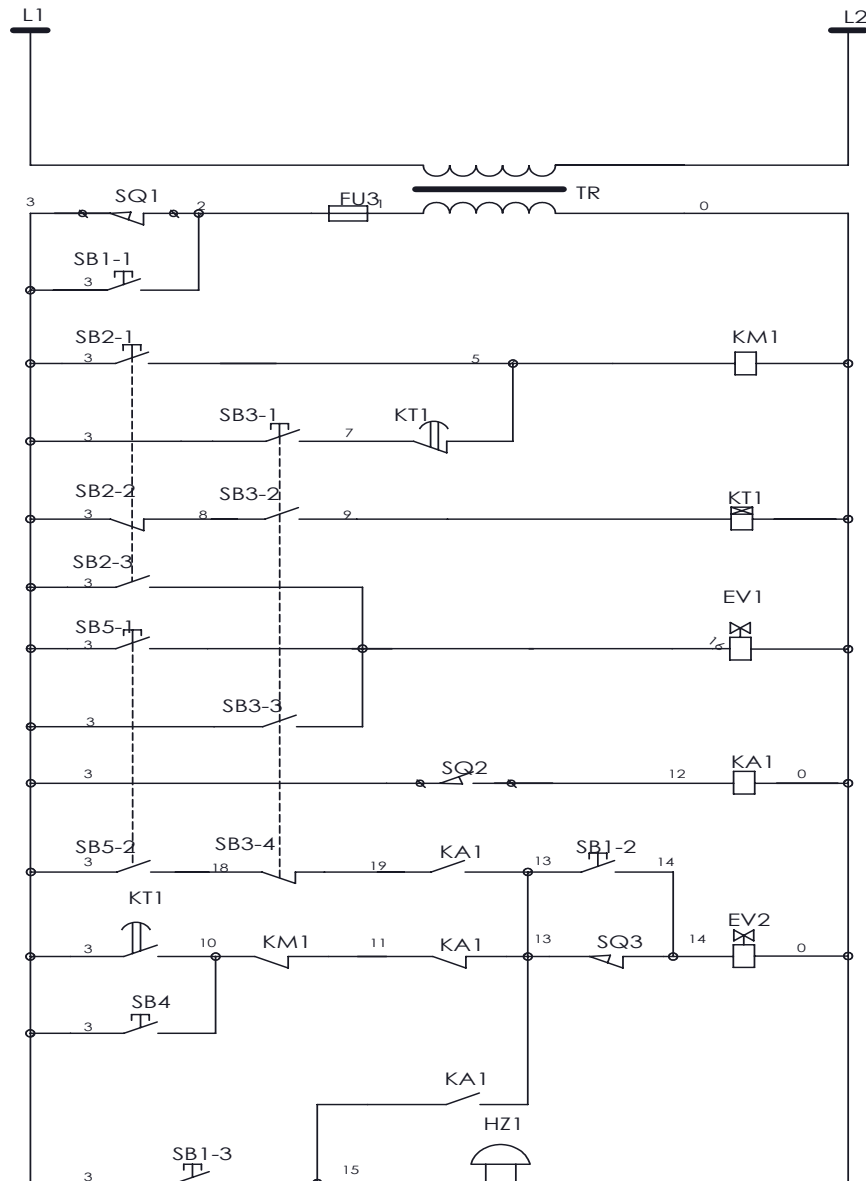 L1 L2
TR
3 SQ1 2 FU3 1 0
SB1-1
3
SB2-1 KM1
3 5
SB3-1 KT1
3 7
SB2-2 SB3-2 KT1
3 8 9
SB2-3
3
EV1
SB5-1
3 16
SB3-3
3
SQ2 KA1
3 12 0
SB5-2 SB3-4 KA1 SB1-2
3 18 19 13 14
KT1 EV2
10 KM1 11 KA1 13 SQ3 14
3 0
SB4
3
KA1
HZ1
SB1-3
3 15